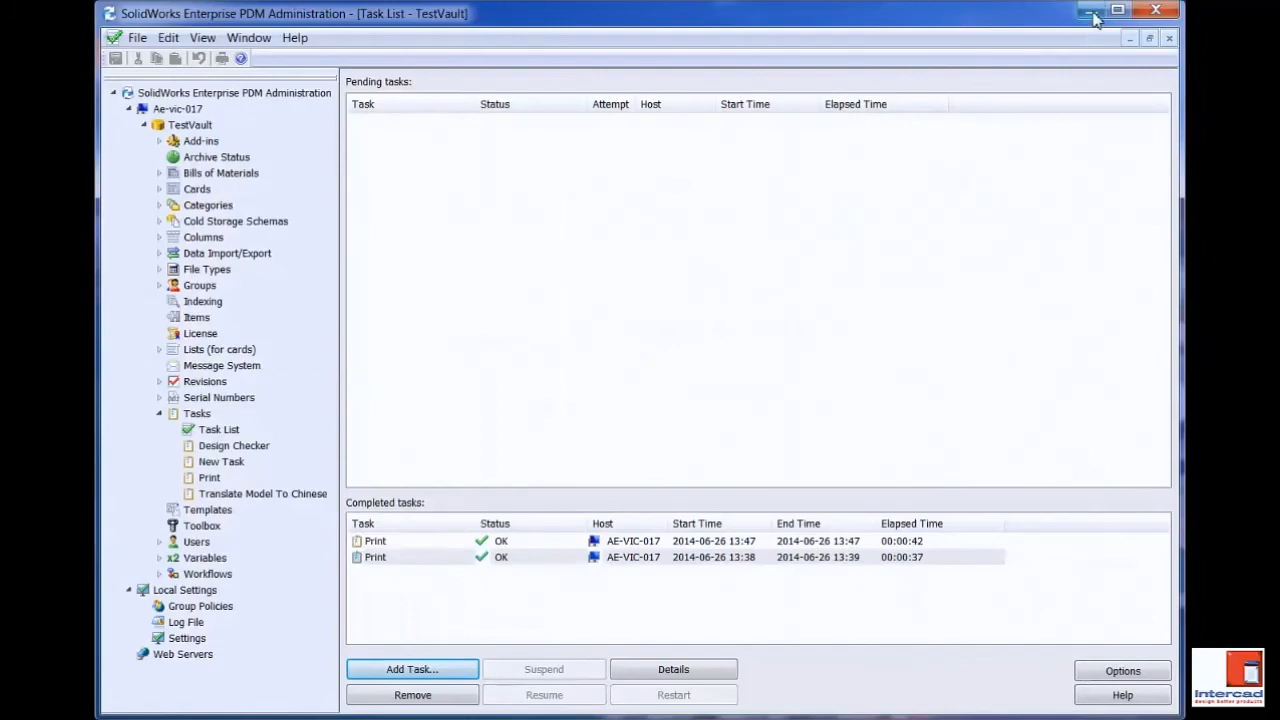 SolidWorks Enterprise PDM Administration - [Task List - TestVault]
File Edit View Window Help
SolidWorks Enterprise PDM Administration
Ae-vic-017
TestVault
Add-ins
Archive Status
Bills of Materials
Cards
Categories
Cold Storage Schemas
Columns
Data Import/Export
File Types
Groups
Indexing
Items
License
Lists (for cards)
Message System
Revisions
Serial Numbers
Tasks
Task List
Design Checker
New Task
Print
Translate Model To Chinese
Templates
Toolbox
Users
Variables
Workflows
Local Settings
Group Policies
Log File
Settings
Web Servers
Pending tasks:
Task Status Attempt Host Start Time Elapsed Time
Completed tasks:
Task Status Host Start Time End Time Elapsed Time
Print OK AE-VIC-017 2014-06-26 13:47 2014-06-26 13:47 00:00:42
Print OK AE-VIC-017 2014-06-26 13:38 2014-06-26 13:39 00:00:37
Add Task... Suspend Details Options
Remove Resume Restart Help
Intercad
design better products